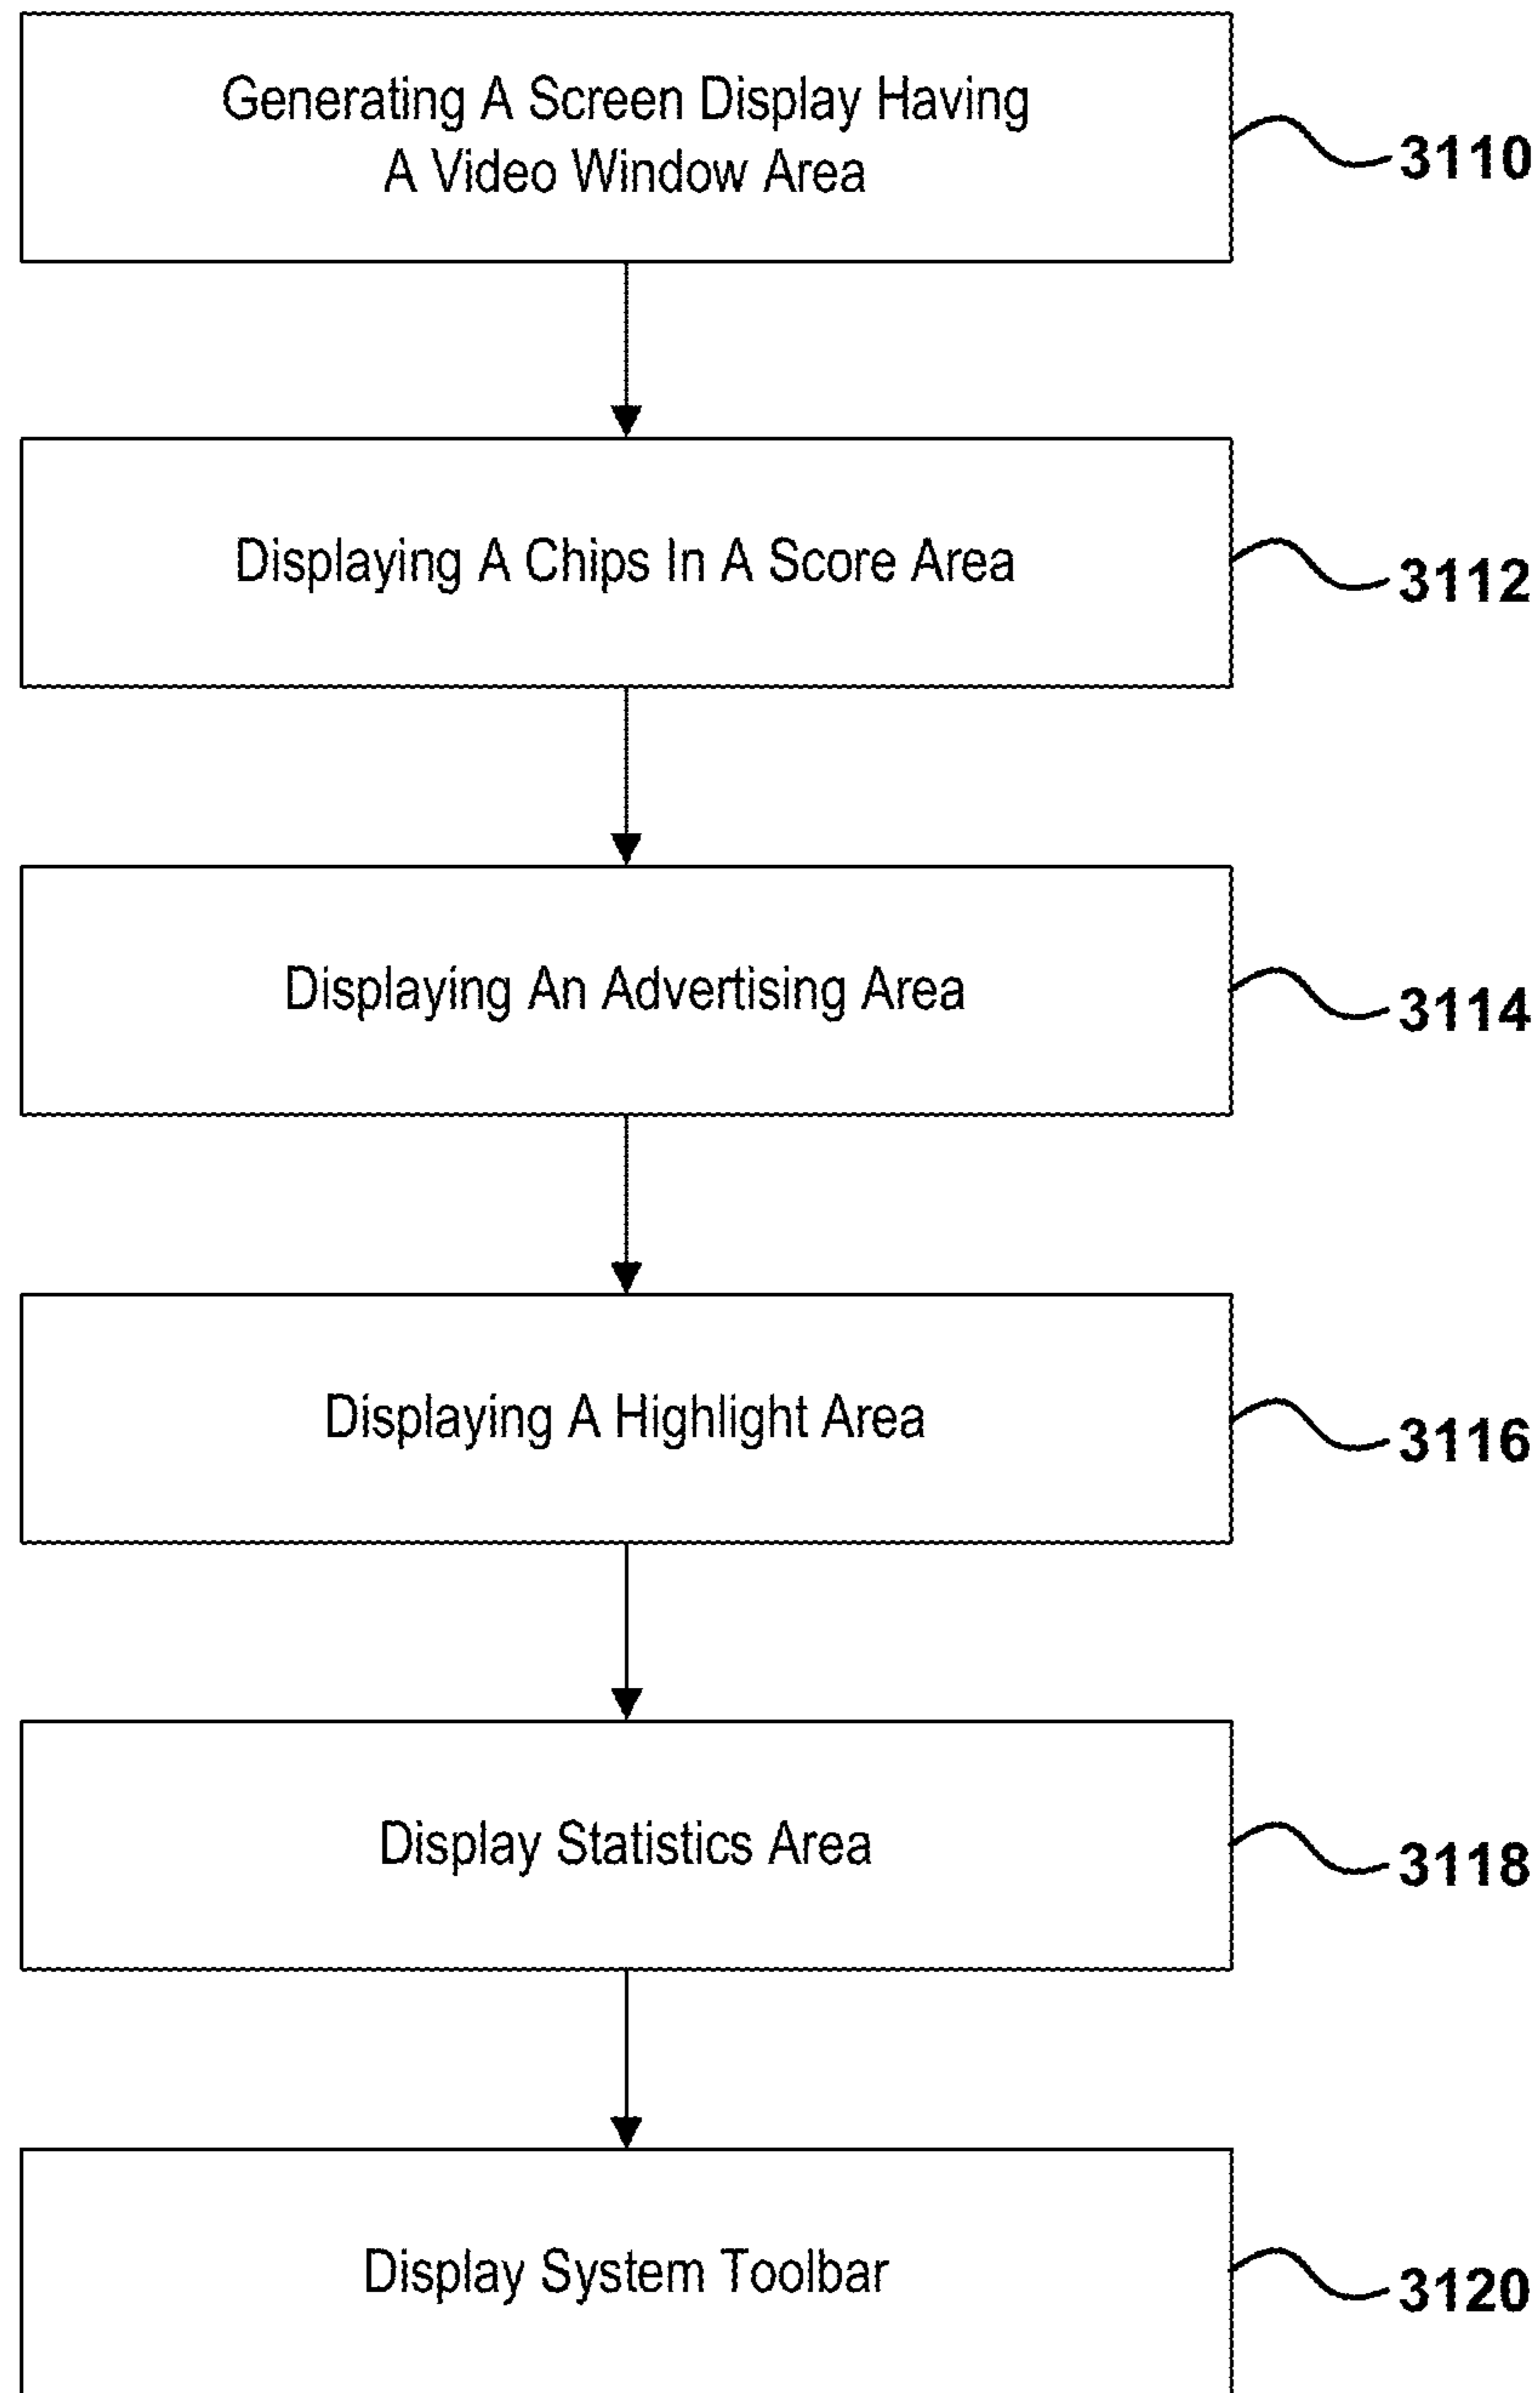 Generating A Screen Display Having
A Video Window Area
3110
Displaying A Chips In A Score Area
3112
Displaying An Advertising Area
3114
Displaying A Highlight Area
3116
Display Statistics Area
3118
Display System Toolbar
3120